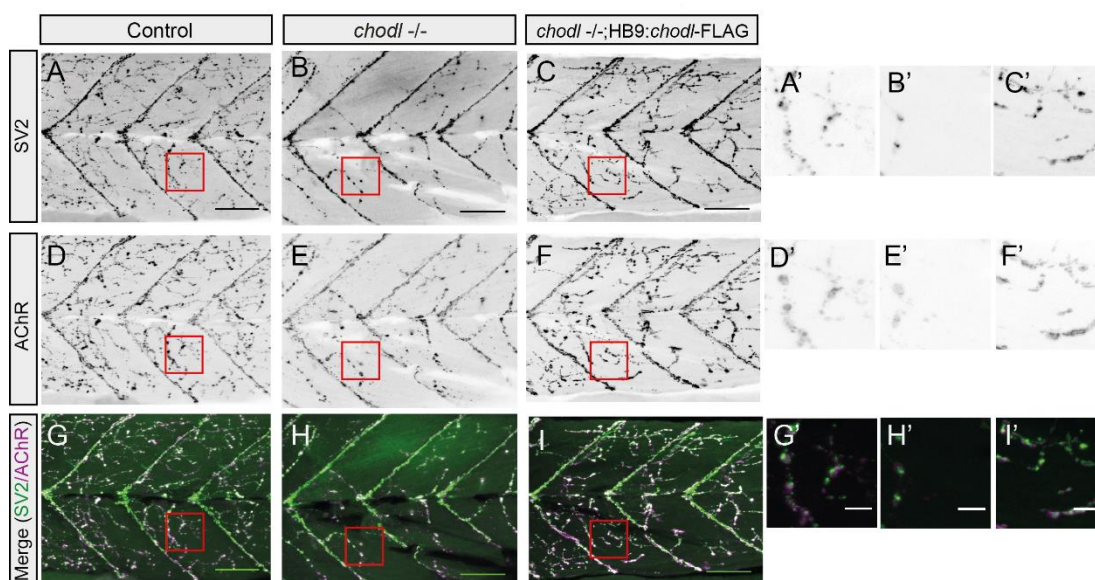 Control
chodl -/-
chodl -/-;HB9:chodl-FLAG
SV2
A
B
C
A’
B’
C’
AChR
D
E
F
D’
E’
F’
Merge (SV2/AChR)
G
H
I
G’
H’
I’